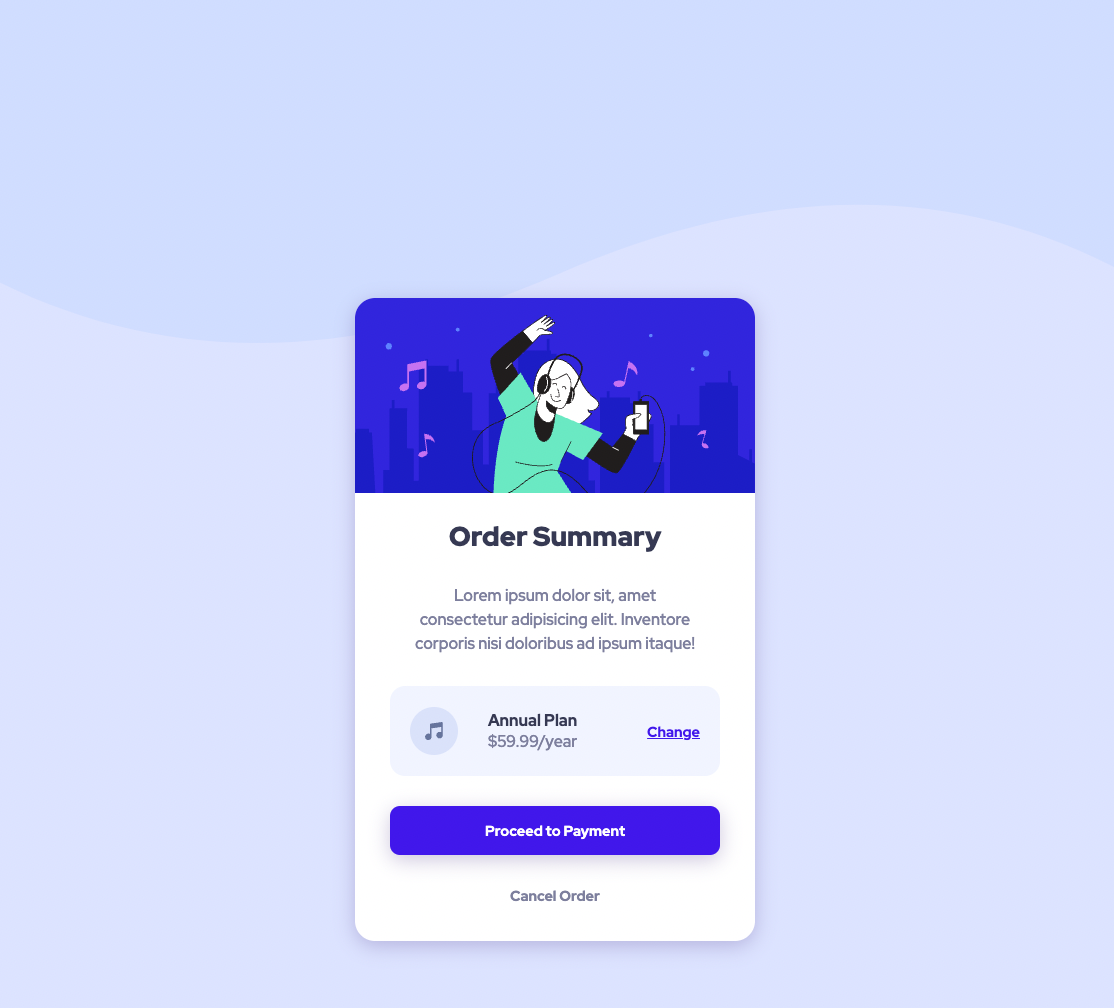 Order Summary
Lorem ipsum dolor sit, amet
consectetur adipisicing elit. Inventore
corporis nisi doloribus ad ipsum itaque!
Annual Plan
$59.99/year
Change
Proceed to Payment
Cancel Order